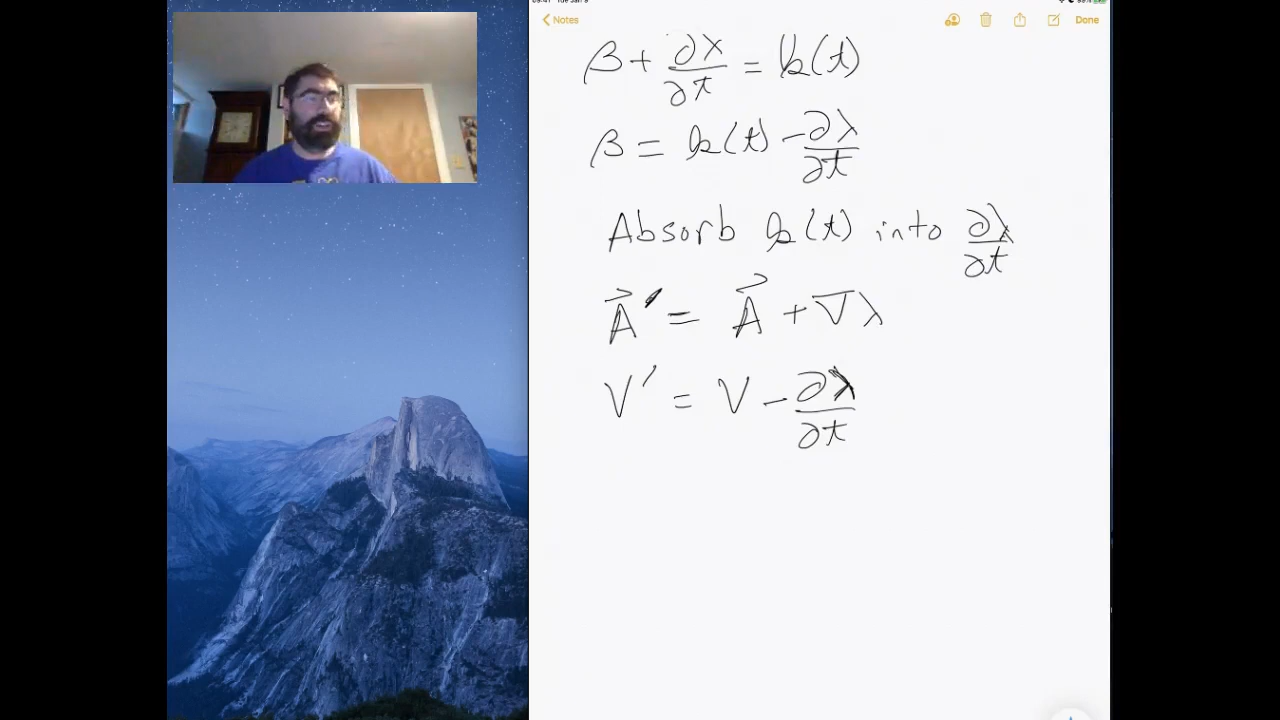 Notes
Done
β + ∂λ/∂t = k(t)
β = k(t) - ∂λ/∂t
Absorb k(t) into ∂λ/∂t
A⃗' = A⃗ + ∇λ
V' = V - ∂λ/∂t